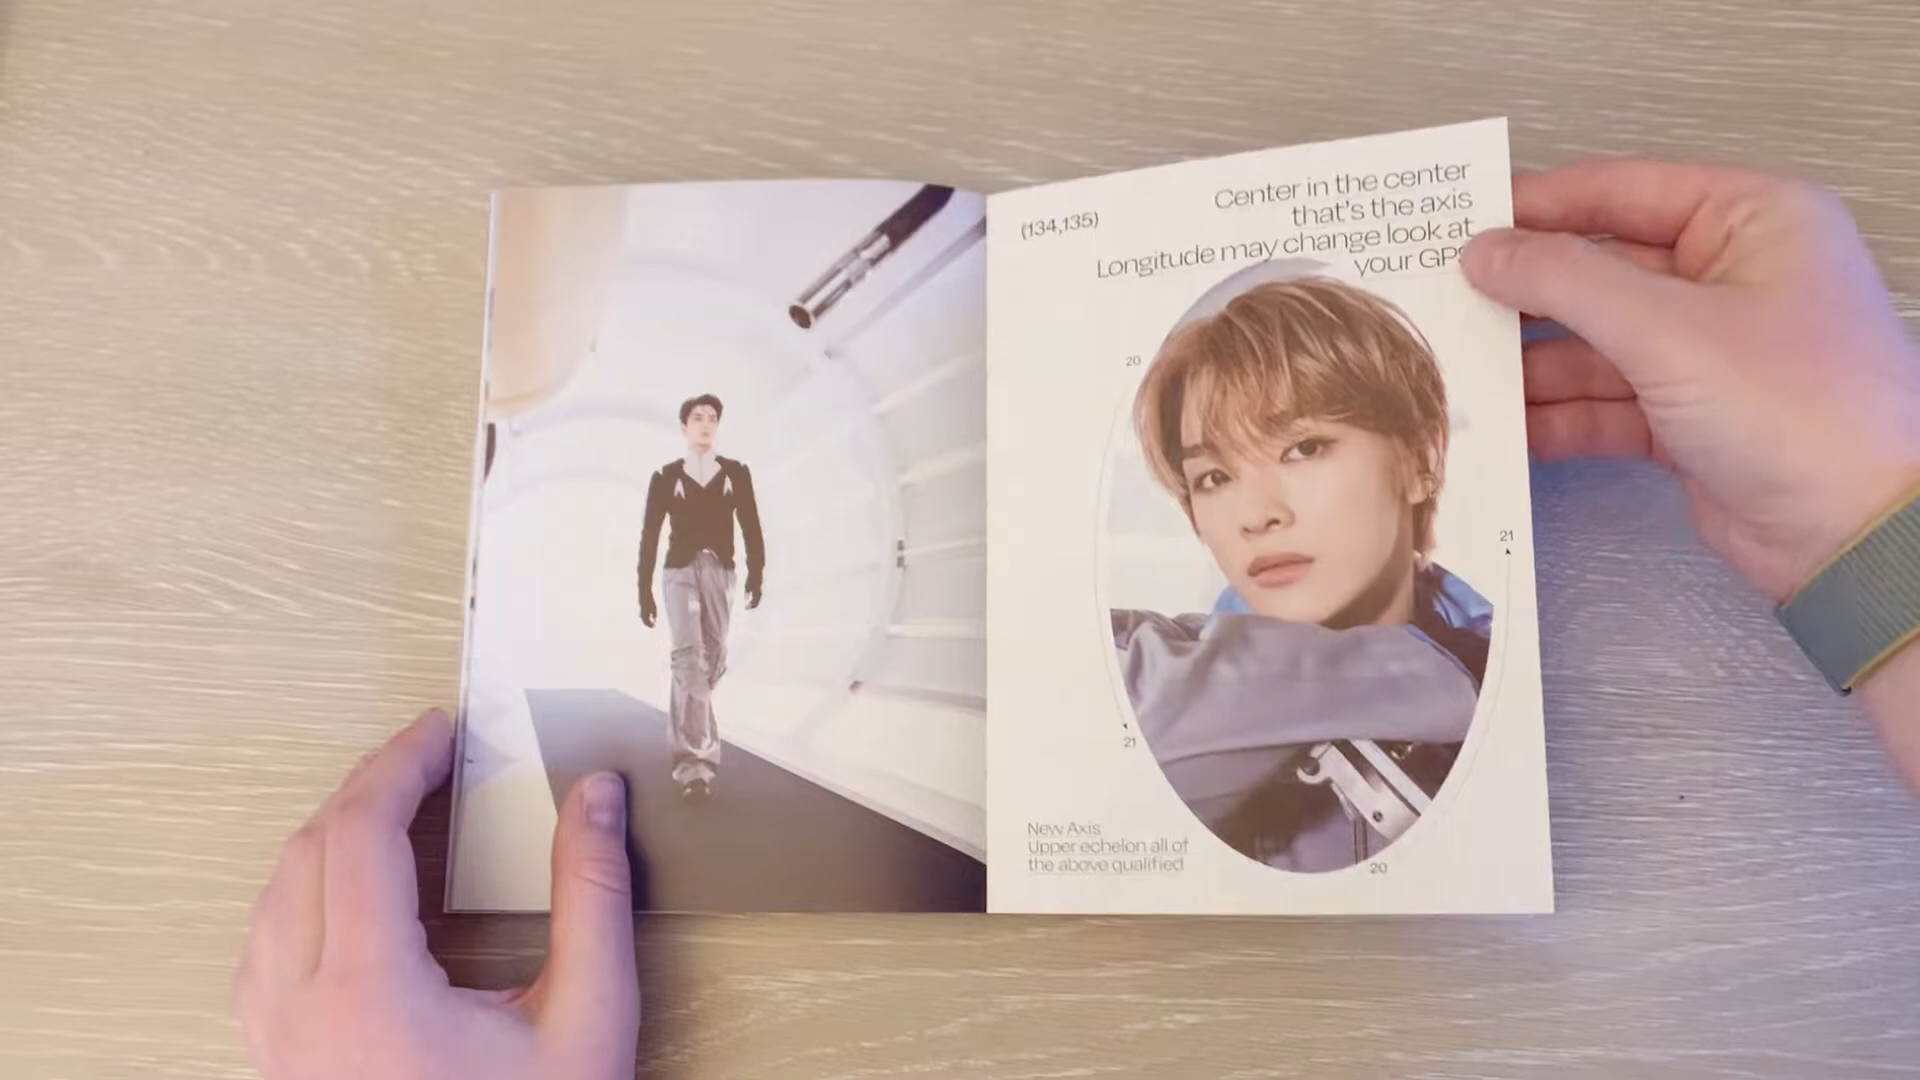 (134,135)
Center in the center
that's the axis
Longitude may change look at
your GPS
20
21
21
20
New Axis
Upper echelon all of
the above qualified